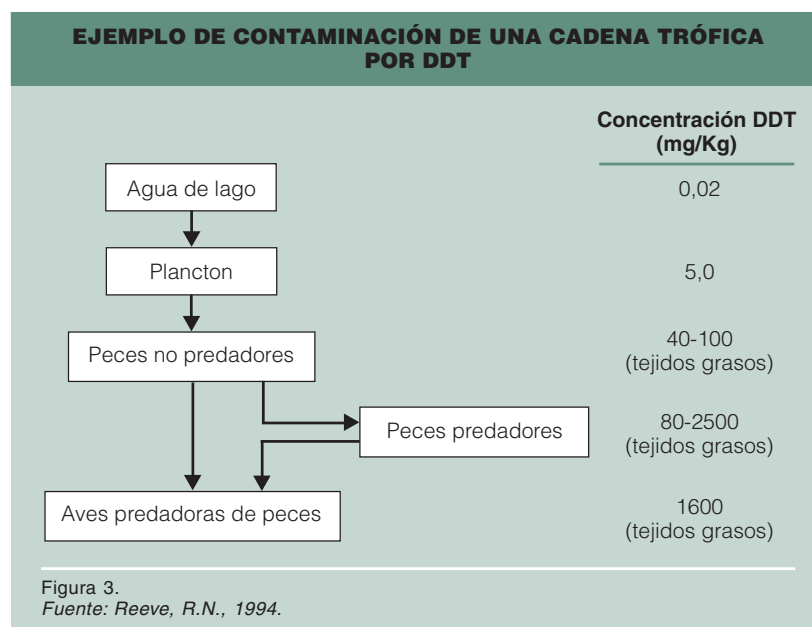 EJEMPLO DE CONTAMINACIÓN DE UNA CADENA TRÓFICA
POR DDT
Concentración DDT
(mg/Kg)
Agua de lago
0,02
Plancton
5,0
Peces no predadores
40-100
(tejidos grasos)
Peces predadores
80-2500
(tejidos grasos)
Aves predadoras de peces
1600
(tejidos grasos)
Figura 3.
Fuente: Reeve, R.N., 1994.